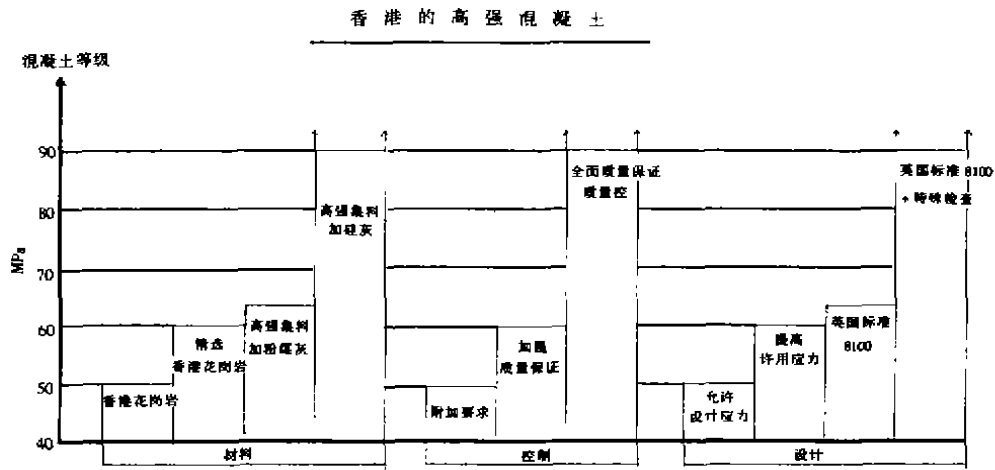 香港的高强混凝土
混凝土等级
MPa
90
80
70
60
50
40
香港花岗岩
精选
香港花岗岩
高强集料
加粉煤灰
高强集料
加硅灰
材料
附加要求
加强
质量保证
全面质量保证
质量控
控制
允许
设计应力
提高
许用应力
英国标准
8100
英国标准 8100
+ 特殊检查
设计